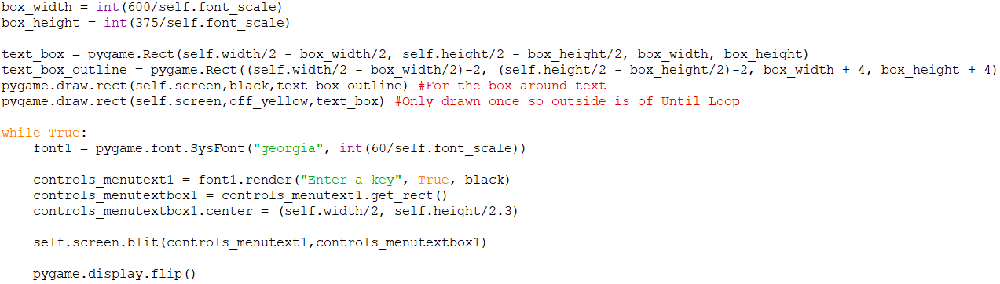 box_width = int(600/self.font_scale)
box_height = int(375/self.font_scale)
text_box = pygame.Rect(self.width/2 - box_width/2, self.height/2 - box_height/2, box_width, box_height)
text_box_outline = pygame.Rect((self.width/2 - box_width/2)-2, (self.height/2 - box_height/2)-2, box_width + 4, box_height + 4)
pygame.draw.rect(self.screen,black,text_box_outline) #For the box around text
pygame.draw.rect(self.screen,off_yellow,text_box) #Only drawn once so outside is of Until Loop
while True:
    font1 = pygame.font.SysFont("georgia", int(60/self.font_scale))
    controls_menutext1 = font1.render("Enter a key", True, black)
    controls_menutextbox1 = controls_menutext1.get_rect()
    controls_menutextbox1.center = (self.width/2, self.height/2.3)
    self.screen.blit(controls_menutext1,controls_menutextbox1)
    pygame.display.flip()